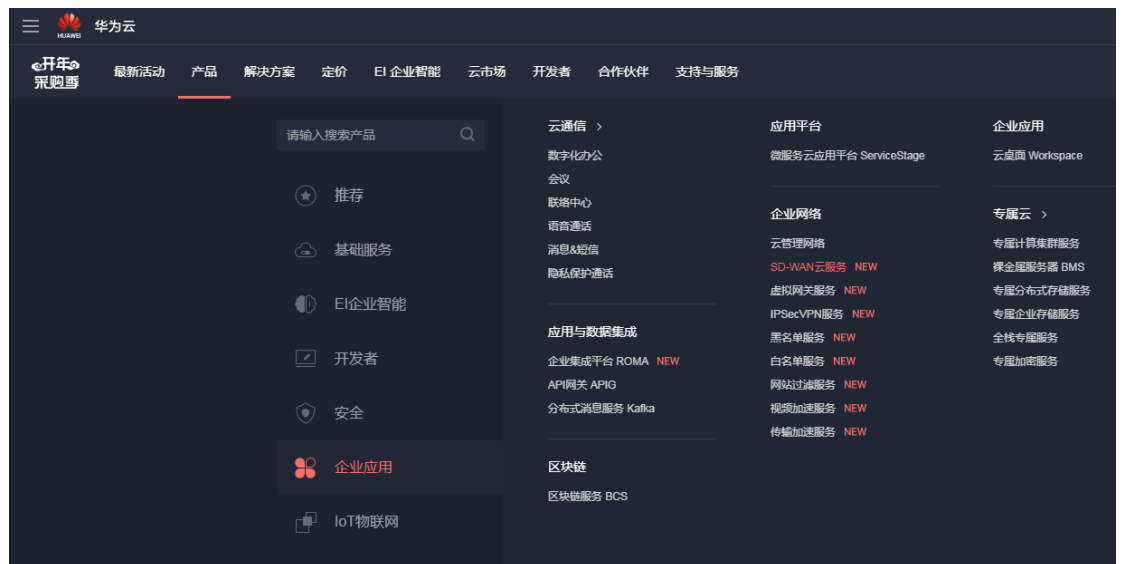 HUAWEI
华为云
开年
采购季
最新活动 产品 解决方案 定价 EI 企业智能 云市场 开发者 合作伙伴 支持与服务
请输入搜索产品
推荐
基础服务
EI企业智能
开发者
安全
企业应用
IoT物联网
云通信 >
数字化办公
会议
联络中心
语音通话
消息&短信
隐私保护通话
应用与数据集成
企业集成平台 ROMA NEW
API网关 APIG
分布式消息服务 Kafka
区块链
区块链服务 BCS
应用平台
微服务云应用平台 ServiceStage
企业网络
云管理网络
SD-WAN云服务 NEW
虚拟网关服务 NEW
IPSecVPN服务 NEW
黑名单服务 NEW
白名单服务 NEW
网站过滤服务 NEW
视频加速服务 NEW
传输加速服务 NEW
企业应用
云桌面 Workspace
专属云 >
专属计算集群服务
裸金属服务器 BMS
专属分布式存储服务
专属企业存储服务
全栈专属服务
专属加密服务